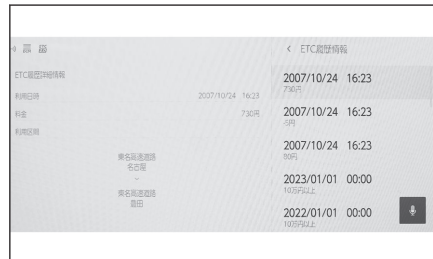 ETC履歴詳細情報
利用日時 2007/10/24 16:23
料金 730円
利用区間
東名高速道路
名古屋
~
東名高速道路
豊田
< ETC履歴情報
2007/10/24 16:23
730円
2007/10/24 16:23
-5円
2007/10/24 16:23
80円
2023/01/01 00:00
10万円以上
2022/01/01 00:00
10万円以上